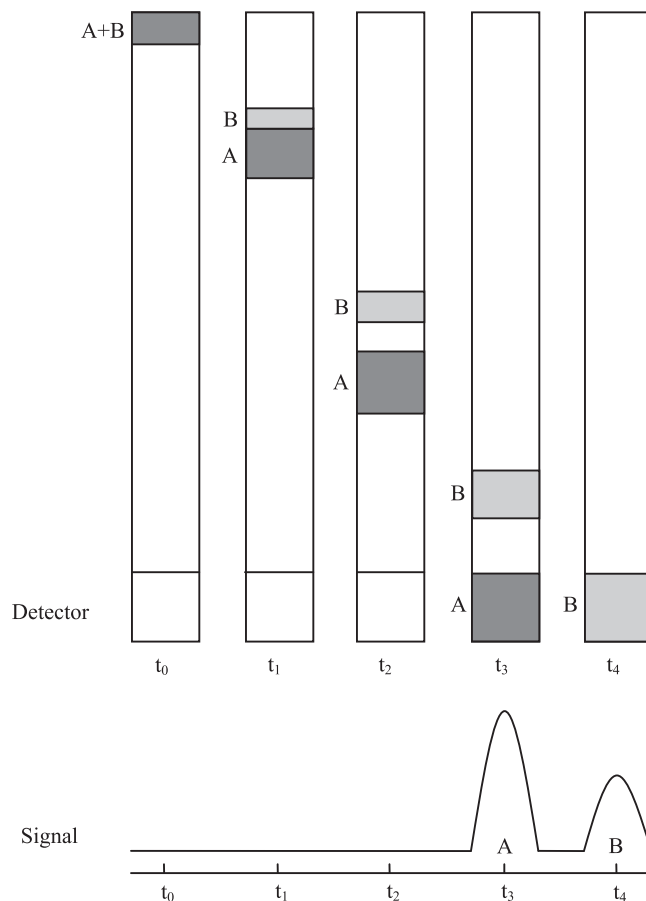 A+B
B
A
B
A
B
A
B
Detector
t₀ t₁ t₂ t₃ t₄
Signal
A B
t₀ t₁ t₂ t₃ t₄